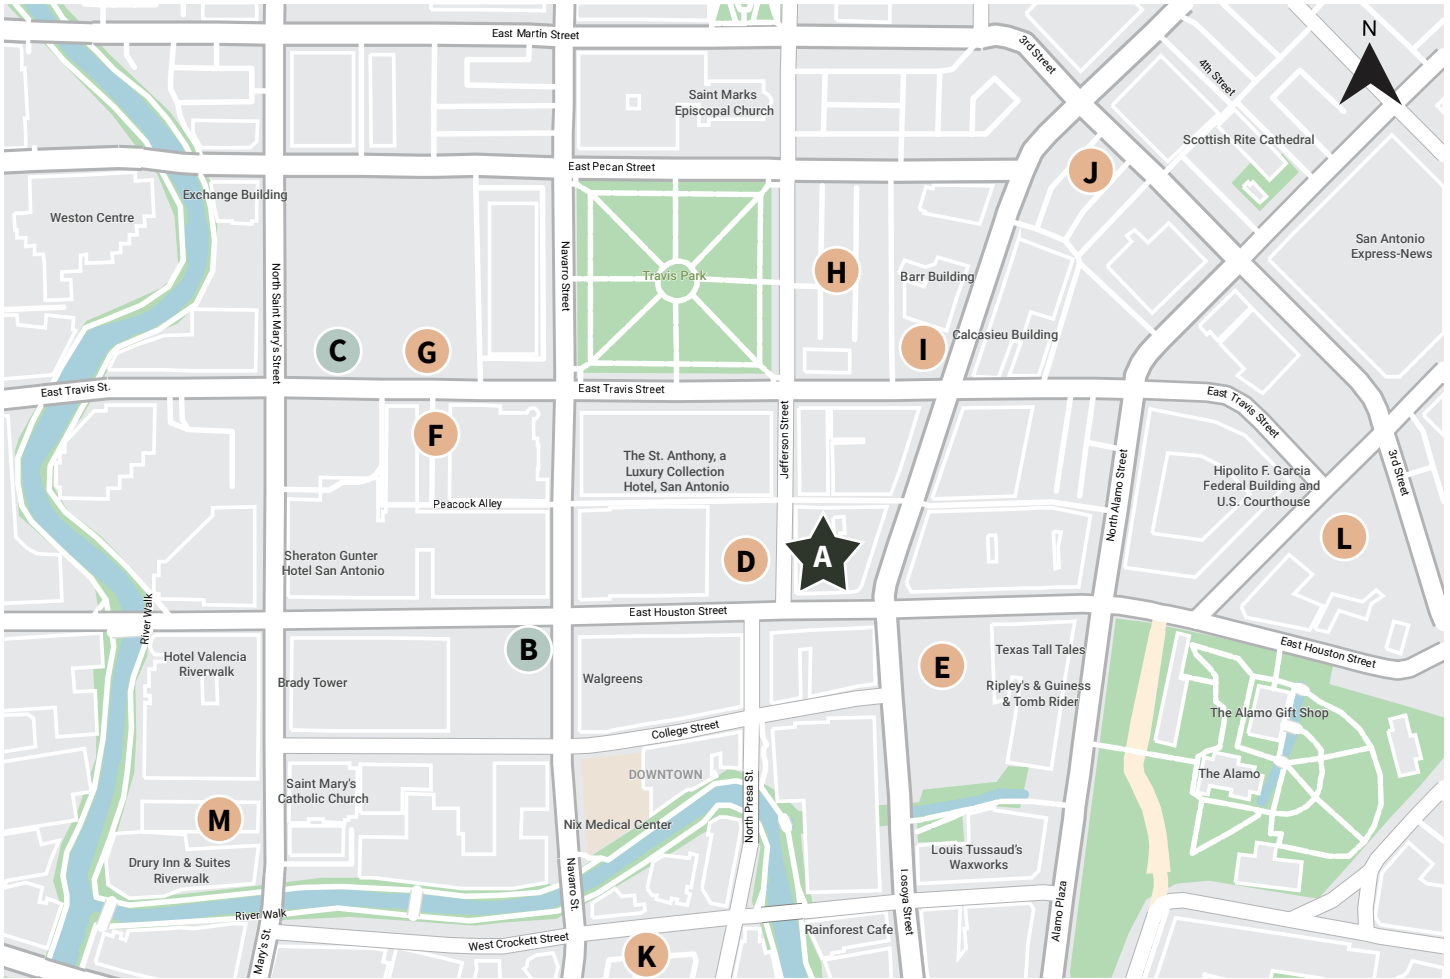 East Martin Street
3rd Street
N
4th Street
Saint Marks
Episcopal Church
Scottish Rite Cathedral
East Pecan Street
J
Exchange Building
Weston Centre
San Antonio
Express-News
Navarro Street
Travis Park
H
Barr Building
North Saint Mary's Street
C
G
I
Calcasieu Building
East Travis St.
East Travis Street
East Travis Street
Jefferson Street
F
The St. Anthony, a
Luxury Collection
Hotel, San Antonio
North Alamo Street
Hipolito F. Garcia
Federal Building and
U.S. Courthouse
3rd Street
Peacock Alley
L
Sheraton Gunter
Hotel San Antonio
D
A
River Walk
East Houston Street
B
Hotel Valencia
Riverwalk
Brady Tower
Walgreens
E
Texas Tall Tales
Ripley's & Guiness
& Tomb Rider
East Houston Street
College Street
The Alamo Gift Shop
DOWNTOWN
The Alamo
Saint Mary's
Catholic Church
North Presa St.
M
Nix Medical Center
Louis Tussaud's
Waxworks
Drury Inn & Suites
Riverwalk
Navarro St.
Losoya Street
Alamo Plaza
River Walk
Mary's St.
West Crockett Street
Rainforest Cafe
K